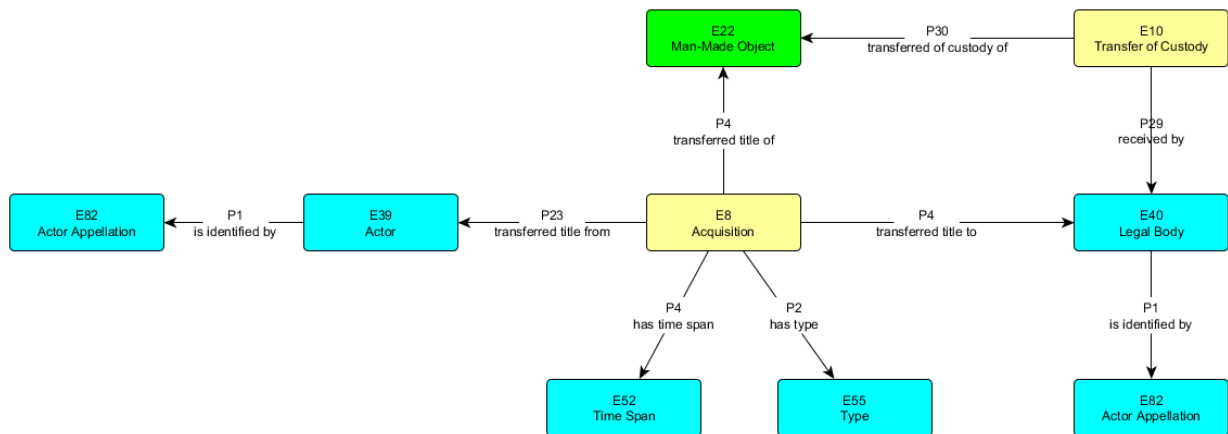 E22
Man-Made Object
P30
transferred of custody of
E10
Transfer of Custody
P4
transferred title of
P29
received by
E82
Actor Appellation
P1
is identified by
E39
Actor
P23
transferred title from
E8
Acquisition
P4
transferred title to
E40
Legal Body
P4
has time span
P2
has type
P1
is identified by
E52
Time Span
E55
Type
E82
Actor Appellation